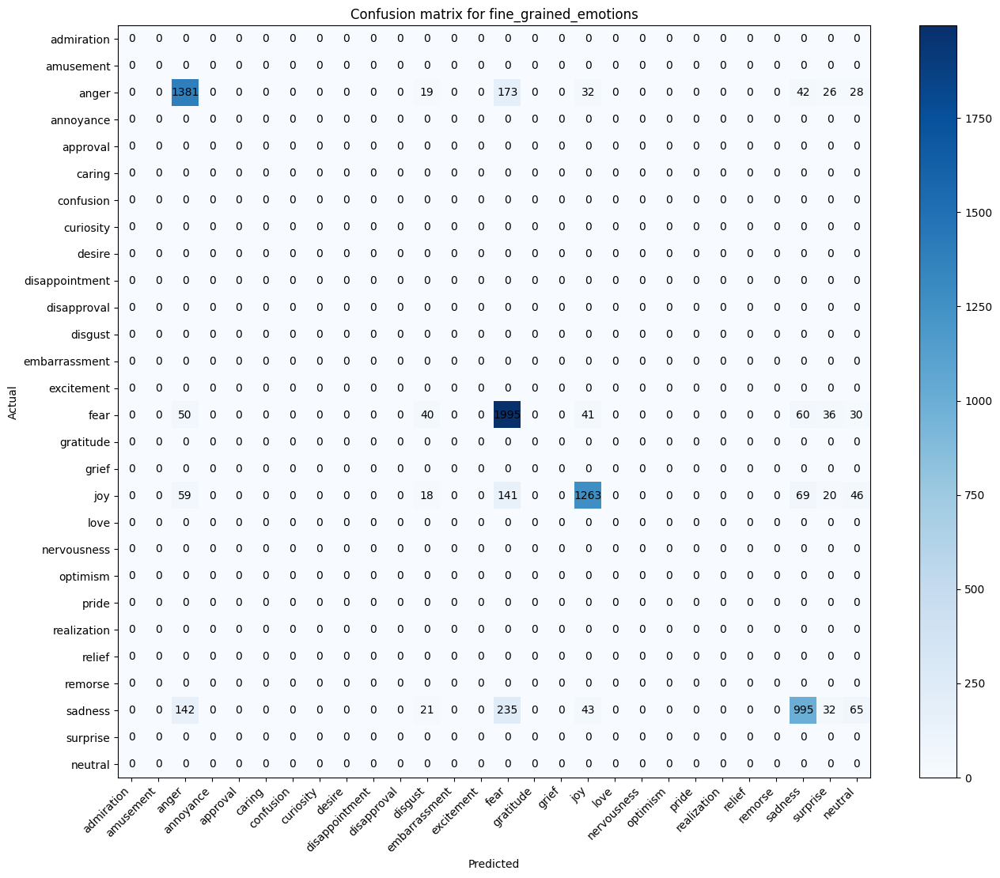 Confusion matrix for fine_grained_emotions
admiration 0 0 0 0 0 0 0 0 0 0 0 0 0 0 0 0 0 0 0 0 0 0 0 0 0 0 0 0
amusement 0 0 0 0 0 0 0 0 0 0 0 0 0 0 0 0 0 0 0 0 0 0 0 0 0 0 0 0
anger 0 0 1381 0 0 0 0 0 0 0 0 19 0 0 173 0 0 32 0 0 0 0 0 0 0 42 26 28
annoyance 0 0 0 0 0 0 0 0 0 0 0 0 0 0 0 0 0 0 0 0 0 0 0 0 0 0 0 0
approval 0 0 0 0 0 0 0 0 0 0 0 0 0 0 0 0 0 0 0 0 0 0 0 0 0 0 0 0
caring 0 0 0 0 0 0 0 0 0 0 0 0 0 0 0 0 0 0 0 0 0 0 0 0 0 0 0 0
confusion 0 0 0 0 0 0 0 0 0 0 0 0 0 0 0 0 0 0 0 0 0 0 0 0 0 0 0 0
curiosity 0 0 0 0 0 0 0 0 0 0 0 0 0 0 0 0 0 0 0 0 0 0 0 0 0 0 0 0
desire 0 0 0 0 0 0 0 0 0 0 0 0 0 0 0 0 0 0 0 0 0 0 0 0 0 0 0 0
disappointment 0 0 0 0 0 0 0 0 0 0 0 0 0 0 0 0 0 0 0 0 0 0 0 0 0 0 0 0
disapproval 0 0 0 0 0 0 0 0 0 0 0 0 0 0 0 0 0 0 0 0 0 0 0 0 0 0 0 0
disgust 0 0 0 0 0 0 0 0 0 0 0 0 0 0 0 0 0 0 0 0 0 0 0 0 0 0 0 0
embarrassment 0 0 0 0 0 0 0 0 0 0 0 0 0 0 0 0 0 0 0 0 0 0 0 0 0 0 0 0
excitement 0 0 0 0 0 0 0 0 0 0 0 0 0 0 0 0 0 0 0 0 0 0 0 0 0 0 0 0
fear 0 0 50 0 0 0 0 0 0 0 0 40 0 0 1995 0 0 41 0 0 0 0 0 0 0 60 36 30
gratitude 0 0 0 0 0 0 0 0 0 0 0 0 0 0 0 0 0 0 0 0 0 0 0 0 0 0 0 0
grief 0 0 0 0 0 0 0 0 0 0 0 0 0 0 0 0 0 0 0 0 0 0 0 0 0 0 0 0
joy 0 0 59 0 0 0 0 0 0 0 0 18 0 0 141 0 0 1263 0 0 0 0 0 0 0 69 20 46
love 0 0 0 0 0 0 0 0 0 0 0 0 0 0 0 0 0 0 0 0 0 0 0 0 0 0 0 0
nervousness 0 0 0 0 0 0 0 0 0 0 0 0 0 0 0 0 0 0 0 0 0 0 0 0 0 0 0 0
optimism 0 0 0 0 0 0 0 0 0 0 0 0 0 0 0 0 0 0 0 0 0 0 0 0 0 0 0 0
pride 0 0 0 0 0 0 0 0 0 0 0 0 0 0 0 0 0 0 0 0 0 0 0 0 0 0 0 0
realization 0 0 0 0 0 0 0 0 0 0 0 0 0 0 0 0 0 0 0 0 0 0 0 0 0 0 0 0
relief 0 0 0 0 0 0 0 0 0 0 0 0 0 0 0 0 0 0 0 0 0 0 0 0 0 0 0 0
remorse 0 0 0 0 0 0 0 0 0 0 0 0 0 0 0 0 0 0 0 0 0 0 0 0 0 0 0 0
sadness 0 0 142 0 0 0 0 0 0 0 0 21 0 0 235 0 0 43 0 0 0 0 0 0 0 995 32 65
surprise 0 0 0 0 0 0 0 0 0 0 0 0 0 0 0 0 0 0 0 0 0 0 0 0 0 0 0 0
neutral 0 0 0 0 0 0 0 0 0 0 0 0 0 0 0 0 0 0 0 0 0 0 0 0 0 0 0 0
Actual
admiration
amusement
anger
annoyance
approval
caring
confusion
curiosity
desire
disappointment
disapproval
disgust
embarrassment
excitement
fear
gratitude
grief
joy
love
nervousness
optimism
pride
realization
relief
remorse
sadness
surprise
neutral
Predicted
1750
1500
1250
1000
750
500
250
0